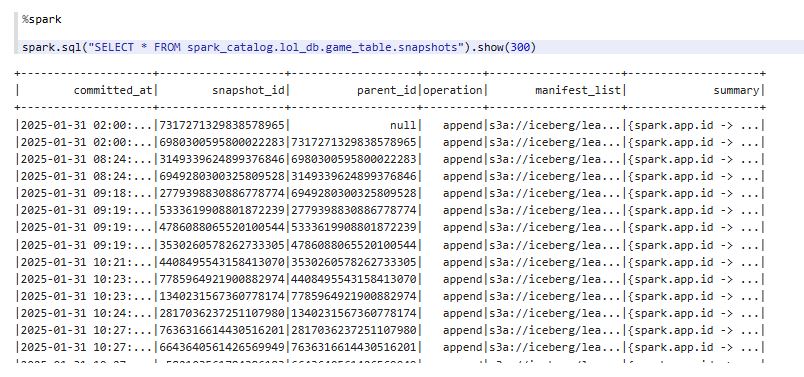 %spark
spark.sql("SELECT * FROM spark_catalog.lol_db.game_table.snapshots").show(300)
+--------------------+-------------------+-------------------+---------+--------------------+--------------------+
|        committed_at|        snapshot_id|          parent_id|operation|       manifest_list|             summary|
+--------------------+-------------------+-------------------+---------+--------------------+--------------------+
|2025-01-31 02:00:...|7317271329838578965|               null|   append|s3a://iceberg/lea...|{spark.app.id -> ...|
|2025-01-31 02:00:...|6980300595800022283|7317271329838578965|   append|s3a://iceberg/lea...|{spark.app.id -> ...|
|2025-01-31 08:24:...|3149339624899376846|6980300595800022283|   append|s3a://iceberg/lea...|{spark.app.id -> ...|
|2025-01-31 08:24:...|6949280300325809528|3149339624899376846|   append|s3a://iceberg/lea...|{spark.app.id -> ...|
|2025-01-31 09:18:...|2779398830886778774|6949280300325809528|   append|s3a://iceberg/lea...|{spark.app.id -> ...|
|2025-01-31 09:19:...|5333619908801872239|2779398830886778774|   append|s3a://iceberg/lea...|{spark.app.id -> ...|
|2025-01-31 09:19:...|4786088065520100544|5333619908801872239|   append|s3a://iceberg/lea...|{spark.app.id -> ...|
|2025-01-31 09:19:...|3530260578262733305|4786088065520100544|   append|s3a://iceberg/lea...|{spark.app.id -> ...|
|2025-01-31 10:21:...|4408495543158413070|3530260578262733305|   append|s3a://iceberg/lea...|{spark.app.id -> ...|
|2025-01-31 10:23:...|7785964921900882974|4408495543158413070|   append|s3a://iceberg/lea...|{spark.app.id -> ...|
|2025-01-31 10:23:...|1340231567360778174|7785964921900882974|   append|s3a://iceberg/lea...|{spark.app.id -> ...|
|2025-01-31 10:24:...|2817036237251107980|1340231567360778174|   append|s3a://iceberg/lea...|{spark.app.id -> ...|
|2025-01-31 10:27:...|7636316614430516201|2817036237251107980|   append|s3a://iceberg/lea...|{spark.app.id -> ...|
|2025-01-31 10:27:...|6643640561426569949|7636316614430516201|   append|s3a://iceberg/lea...|{spark.app.id -> ...|